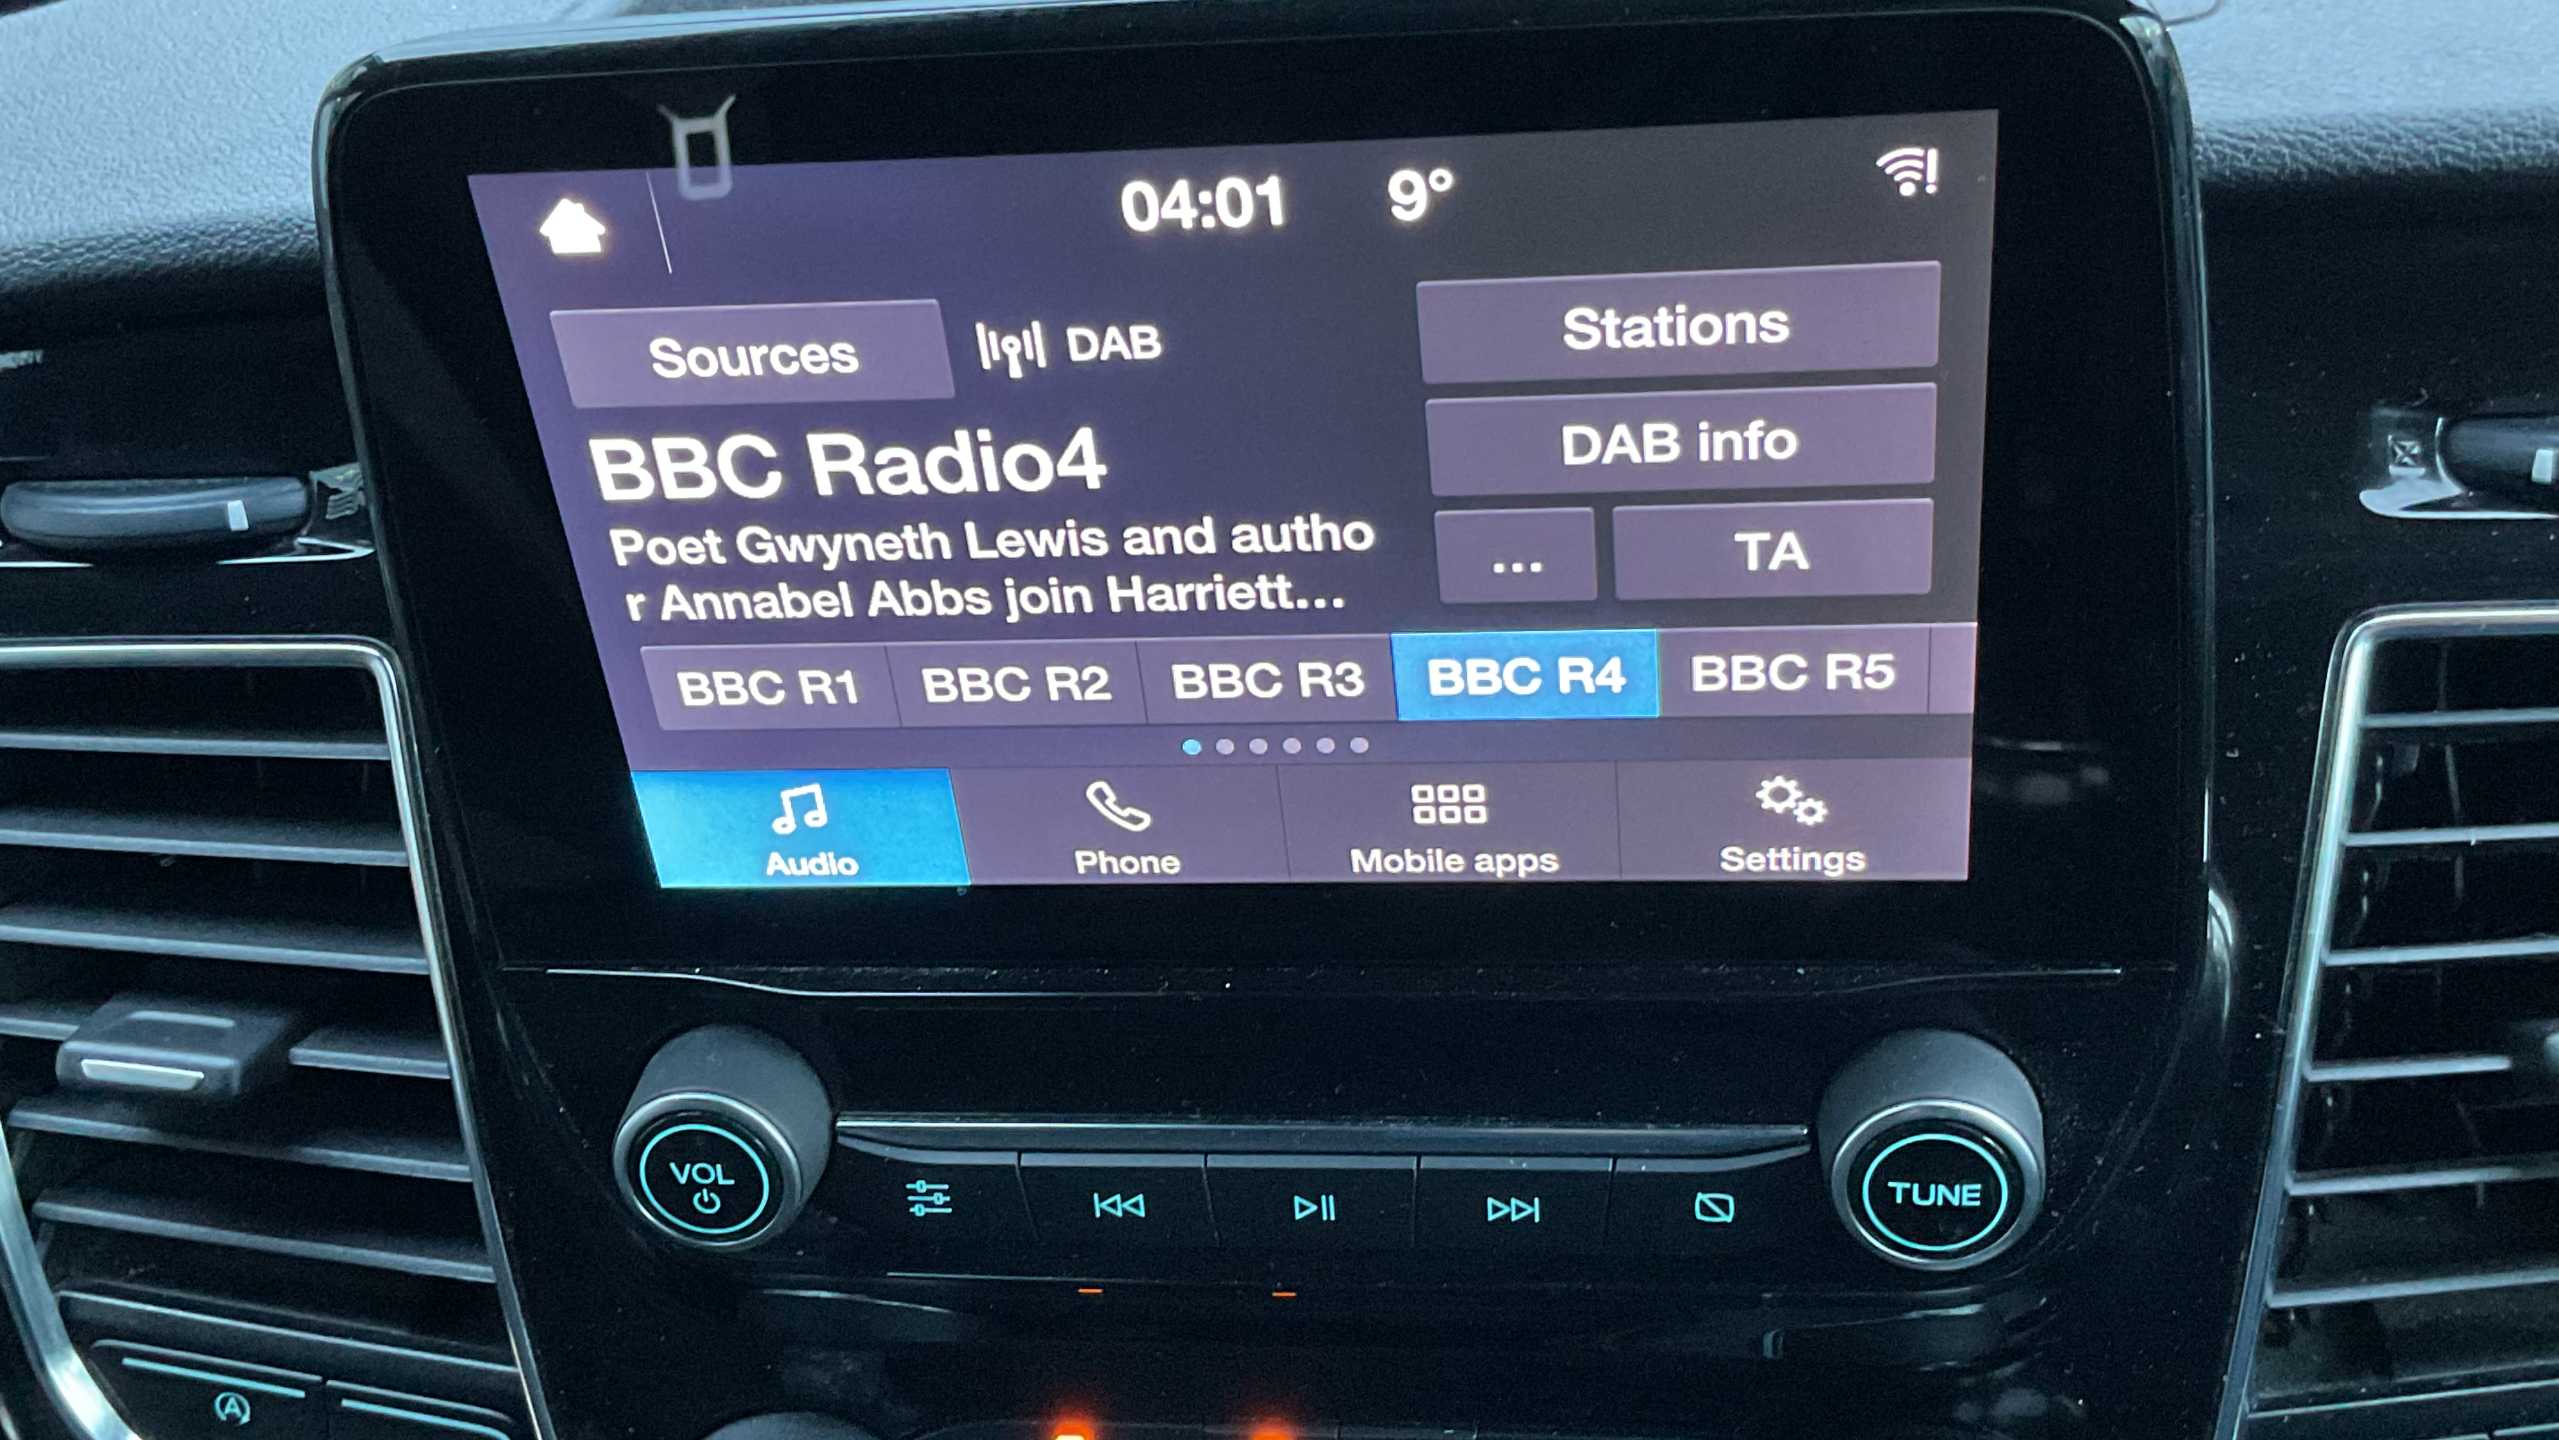 04:01 9°
Sources DAB Stations
BBC Radio4 DAB info
Poet Gwyneth Lewis and autho
r Annabel Abbs join Harriett...
... TA
BBC R1 BBC R2 BBC R3 BBC R4 BBC R5
Audio Phone Mobile apps Settings
VOL TUNE
A